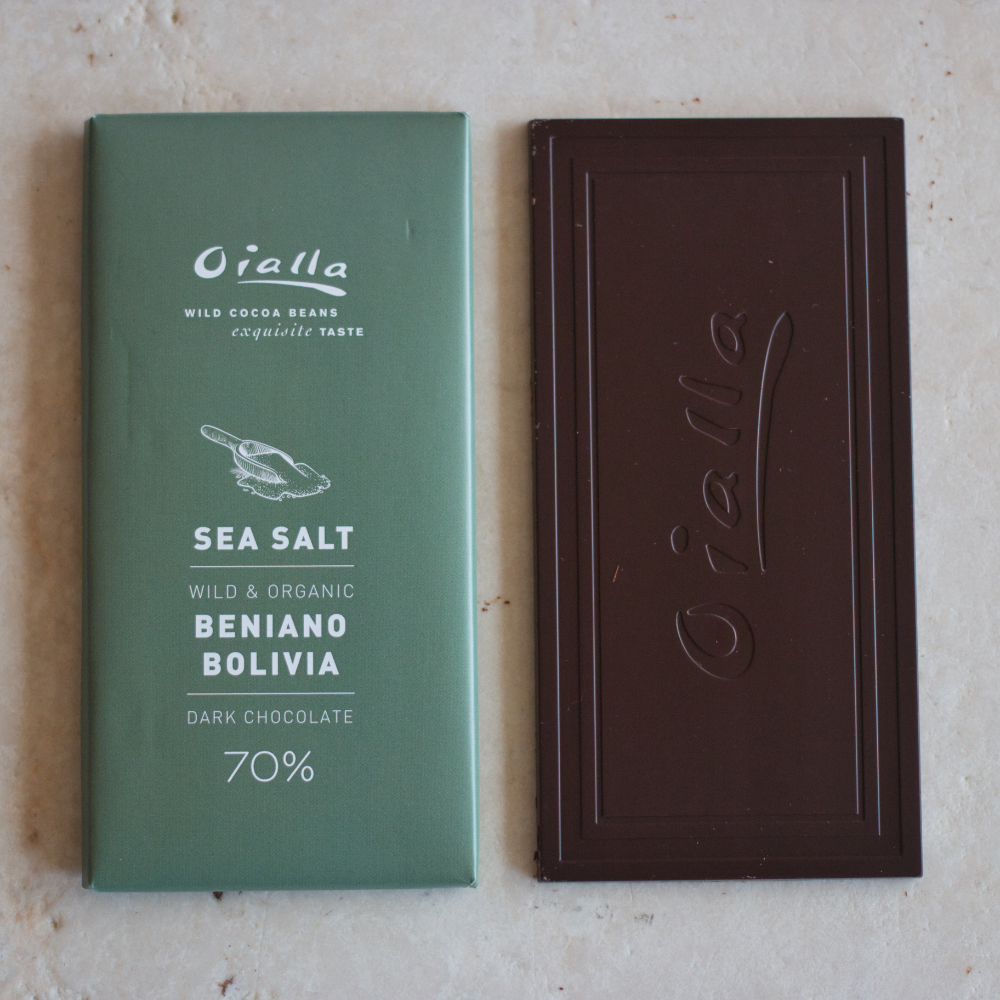 Oialla
WILD COCOA BEANS
exquisite TASTE
SEA SALT
WILD & ORGANIC
BENIANO
BOLIVIA
DARK CHOCOLATE
70%
Oialla